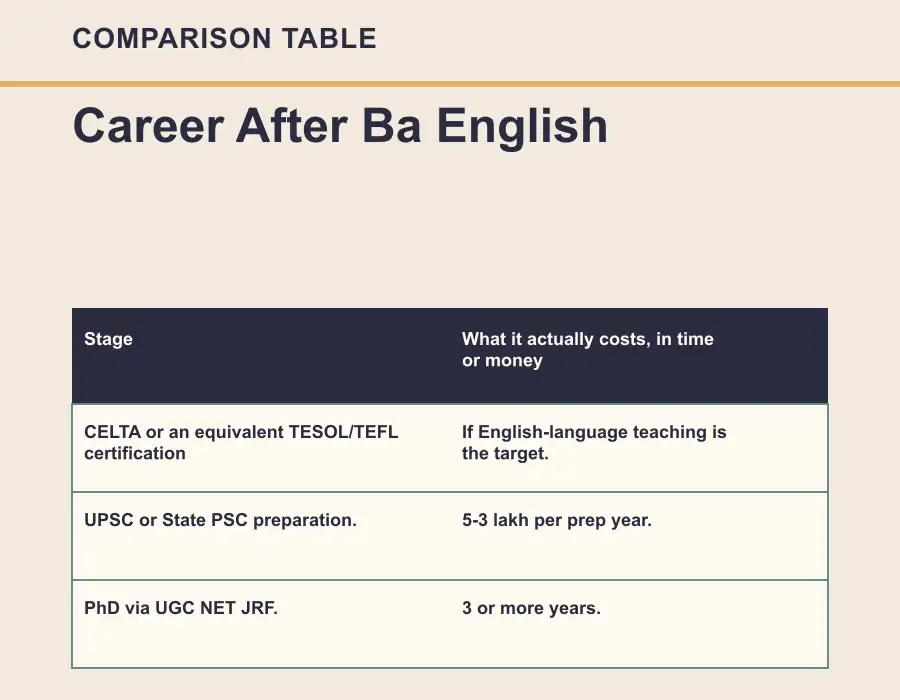 COMPARISON TABLE
Career After Ba English
Stage
What it actually costs, in time
or money
CELTA or an equivalent TESOL/TEFL
certification
If English-language teaching is
the target.
UPSC or State PSC preparation.
5-3 lakh per prep year.
PhD via UGC NET JRF.
3 or more years.